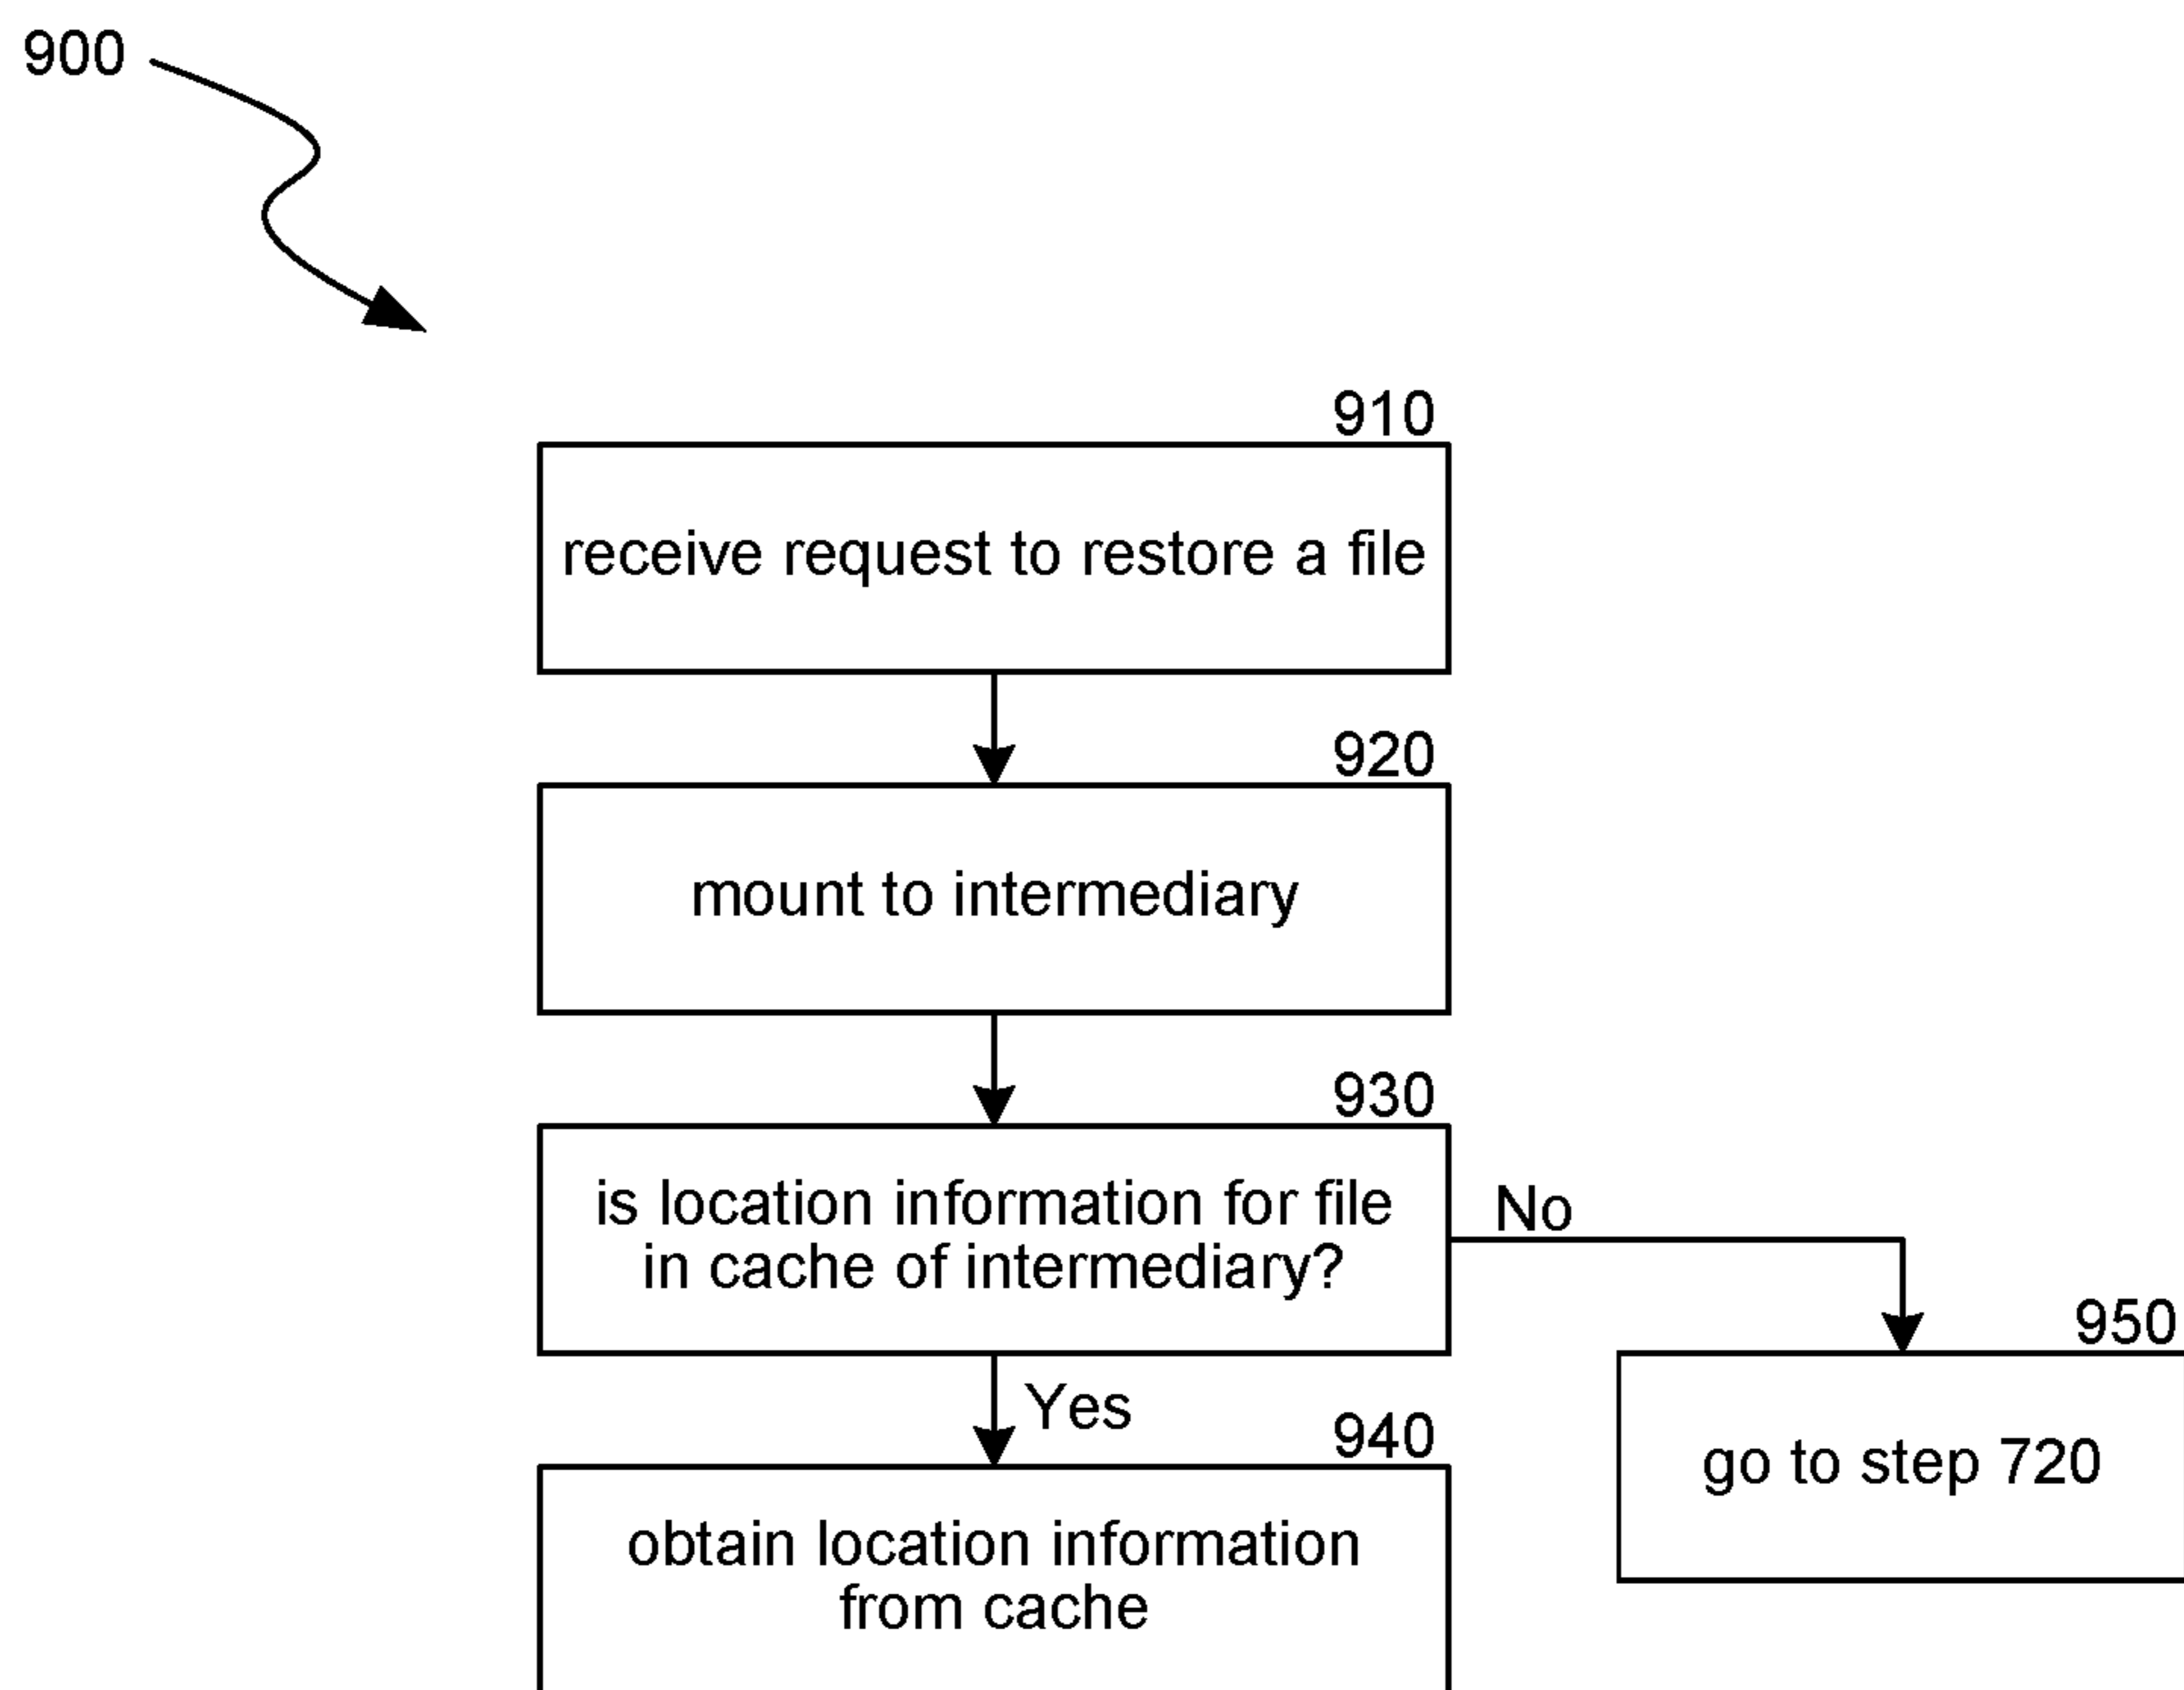 900
910
receive request to restore a file
920
mount to intermediary
930
is location information for file
in cache of intermediary?
No
Yes
950
go to step 720
940
obtain location information
from cache